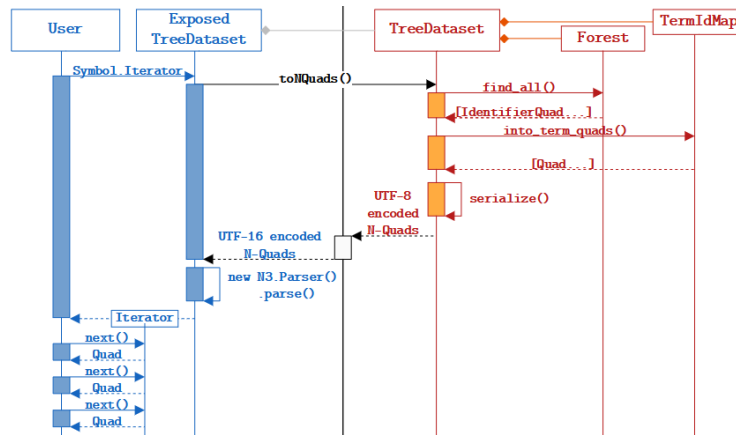 User
Exposed
TreeDataset
TreeDataset
Forest
TermIdMap
Symbol.Iterator
toNQuads()
find_all()
[IdentifierQuad...]
into_term_quads()
[Quad...]
serialize()
UTF-8
encoded
N-Quads
UTF-16 encoded
N-Quads
new N3.Parser()
.parse()
Iterator
next()
Quad
next()
Quad
next()
Quad